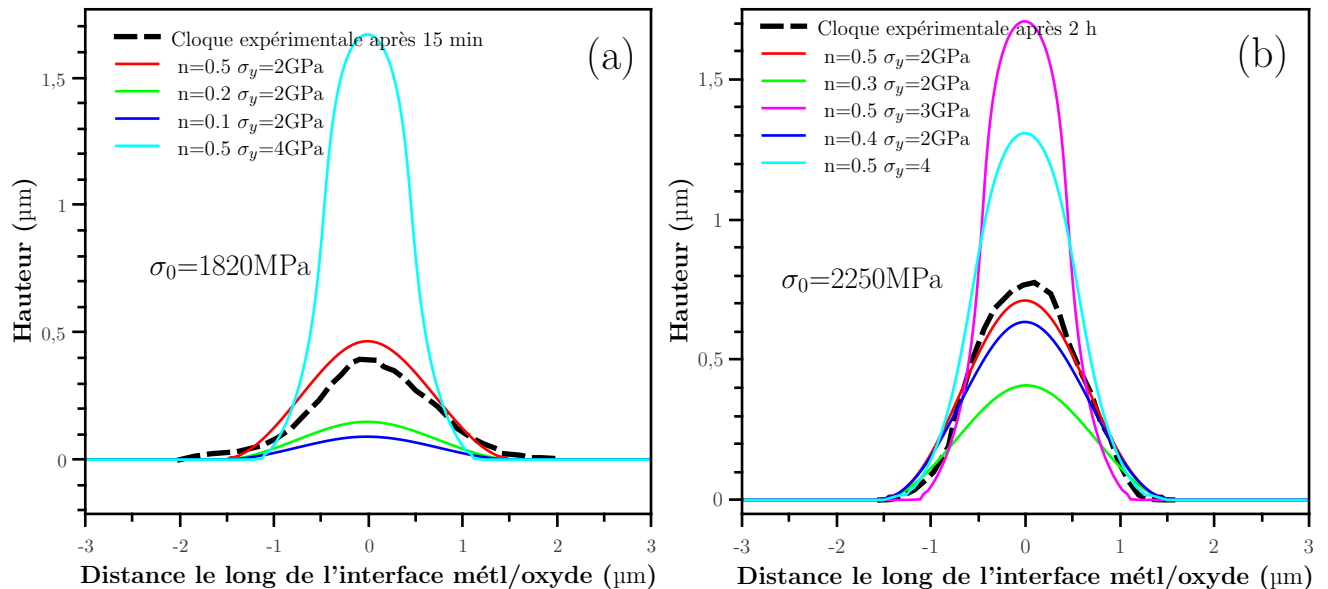 Cloque expérimentale après 15 min
n=0.5 σy=2GPa
n=0.2 σy=2GPa
n=0.1 σy=2GPa
n=0.5 σy=4GPa
(a)
σ0=1820MPa
Hauteur (µm)
1,5
1
0,5
0
-3 -2 -1 0 1 2 3
Distance le long de l'interface métl/oxyde (µm)
Cloque expérimentale après 2 h
n=0.5 σy=2GPa
n=0.3 σy=2GPa
n=0.5 σy=3GPa
n=0.4 σy=2GPa
n=0.5 σy=4
(b)
σ0=2250MPa
Hauteur (µm)
1,5
1
0,5
0
-3 -2 -1 0 1 2 3
Distance le long de l'interface métl/oxyde (µm)